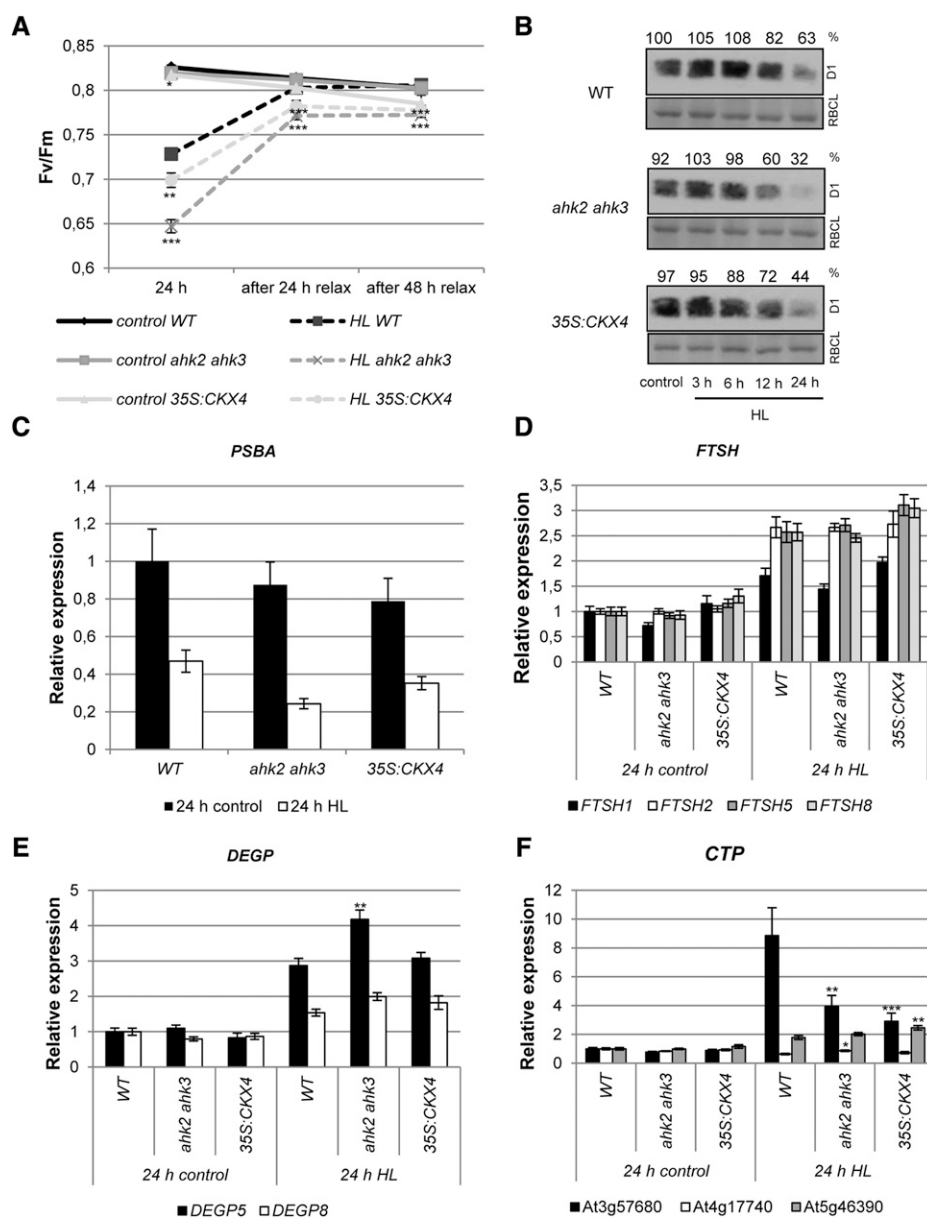 A
Fv/Fm
0,85
0,8
0,75
0,7
0,65
0,6
*
**
***
***
***
***
***
24 h
after 24 h relax
after 48 h relax
control WT
HL WT
control ahk2 ahk3
HL ahk2 ahk3
control 35S:CKX4
HL 35S:CKX4
B
100 105 108 82 63 %
WT
D1
RBCL
92 103 98 60 32 %
ahk2 ahk3
D1
RBCL
97 95 88 72 44 %
35S:CKX4
D1
RBCL
control 3 h 6 h 12 h 24 h
HL
C
PSBA
Relative expression
1,4
1,2
1
0,8
0,6
0,4
0,2
0
WT ahk2 ahk3 35S:CKX4
24 h control 24 h HL
D
FTSH
Relative expression
3,5
3
2,5
2
1,5
1
0,5
0
WT ahk2 ahk3 35S:CKX4 WT ahk2 ahk3 35S:CKX4
24 h control 24 h HL
FTSH1 FTSH2 FTSH5 FTSH8
E
DEGP
Relative expression
5
4
3
2
1
0
**
WT ahk2 ahk3 35S:CKX4 WT ahk2 ahk3 35S:CKX4
24 h control 24 h HL
DEGP5 DEGP8
F
CTP
Relative expression
12
10
8
6
4
2
0
**
*
***
**
WT ahk2 ahk3 35S:CKX4 WT ahk2 ahk3 35S:CKX4
24 h control 24 h HL
At3g57680 At4g17740 At5g46390